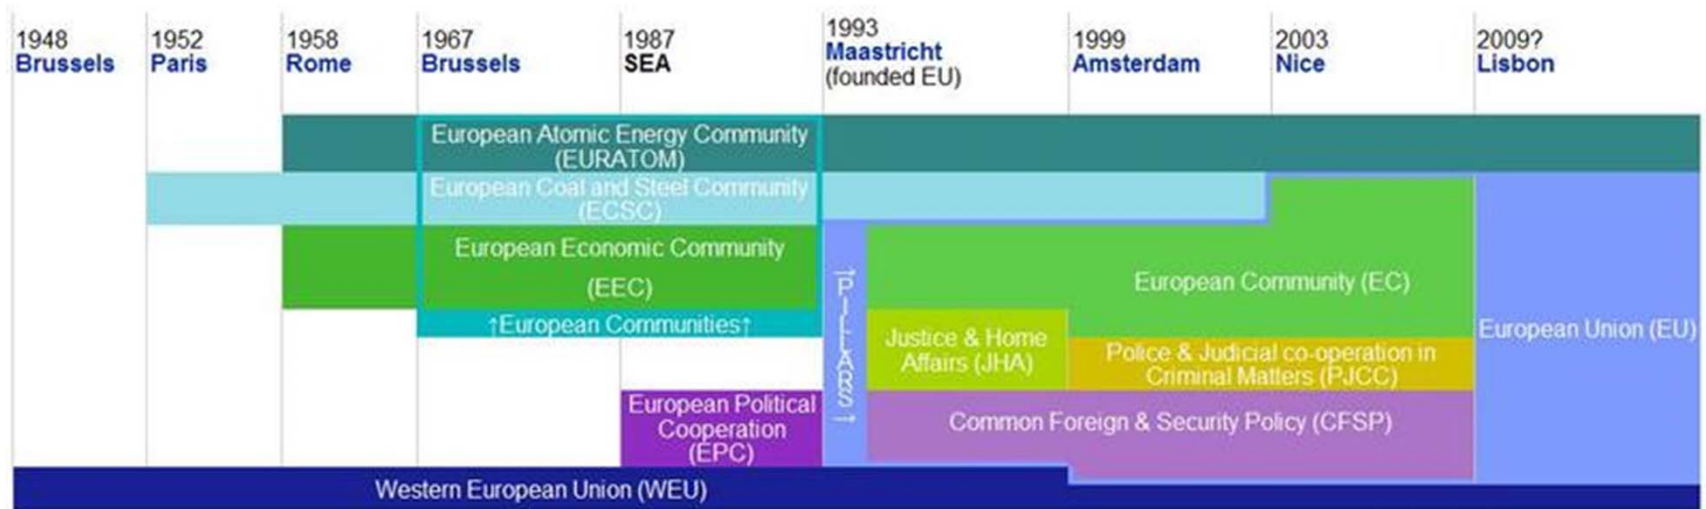 1948
Brussels
1952
Paris
1958
Rome
1967
Brussels
1987
SEA
1993
Maastricht
(founded EU)
1999
Amsterdam
2003
Nice
2009?
Lisbon
European Atomic Energy Community
(EURATOM)
European Coal and Steel Community
(ECSC)
European Economic Community
(EEC)
↑European Communities↑
European Political
Cooperation
(EPC)
Western European Union (WEU)
↑PILLARS↓
European Community (EC)
Justice & Home
Affairs (JHA)
Police & Judicial co-operation in
Criminal Matters (PJCC)
Common Foreign & Security Policy (CFSP)
European Union (EU)